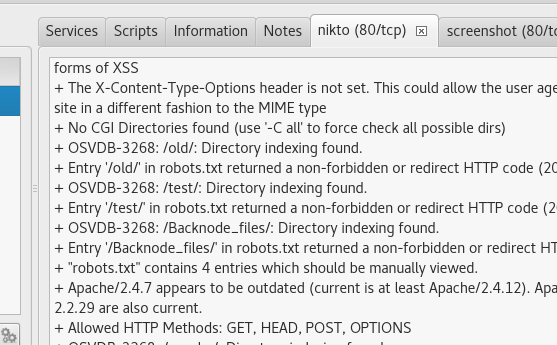 Services Scripts Information Notes nikto (80/tcp) screenshot (80/tc
forms of XSS
+ The X-Content-Type-Options header is not set. This could allow the user age
site in a different fashion to the MIME type
+ No CGI Directories found (use '-C all' to force check all possible dirs)
+ OSVDB-3268: /old/: Directory indexing found.
+ Entry '/old/' in robots.txt returned a non-forbidden or redirect HTTP code (20
+ OSVDB-3268: /test/: Directory indexing found.
+ Entry '/test/' in robots.txt returned a non-forbidden or redirect HTTP code (2
+ OSVDB-3268: /Backnode_files/: Directory indexing found.
+ Entry '/Backnode_files/' in robots.txt returned a non-forbidden or redirect HT
+ "robots.txt" contains 4 entries which should be manually viewed.
+ Apache/2.4.7 appears to be outdated (current is at least Apache/2.4.12). Apa
2.2.29 are also current.
+ Allowed HTTP Methods: GET, HEAD, POST, OPTIONS